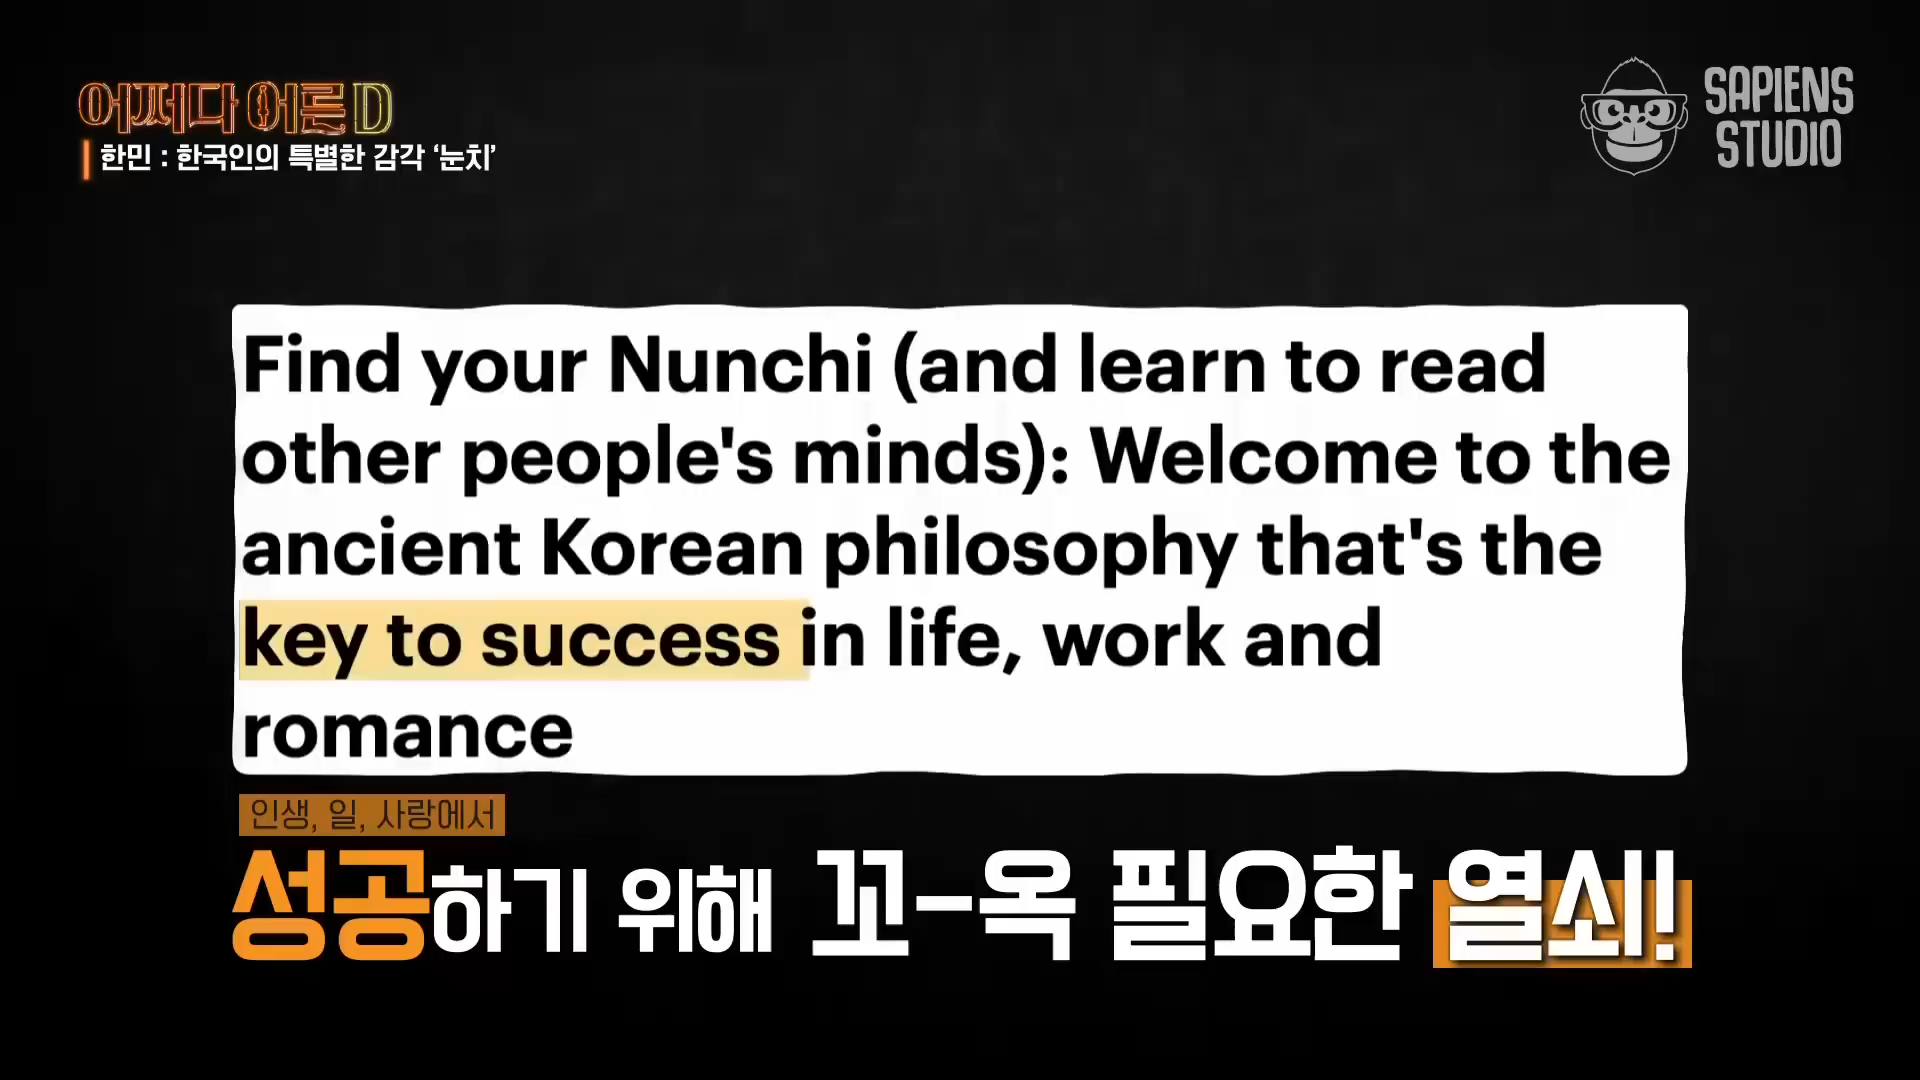 어쩌다 어른 D
한민 : 한국인의 특별한 감각 ‘눈치’
SAPIENS
STUDIO
Find your Nunchi (and learn to read
other people's minds): Welcome to the
ancient Korean philosophy that's the
key to success in life, work and
romance
인생, 일, 사랑에서
성공하기 위해 꼬-옥 필요한 열쇠!